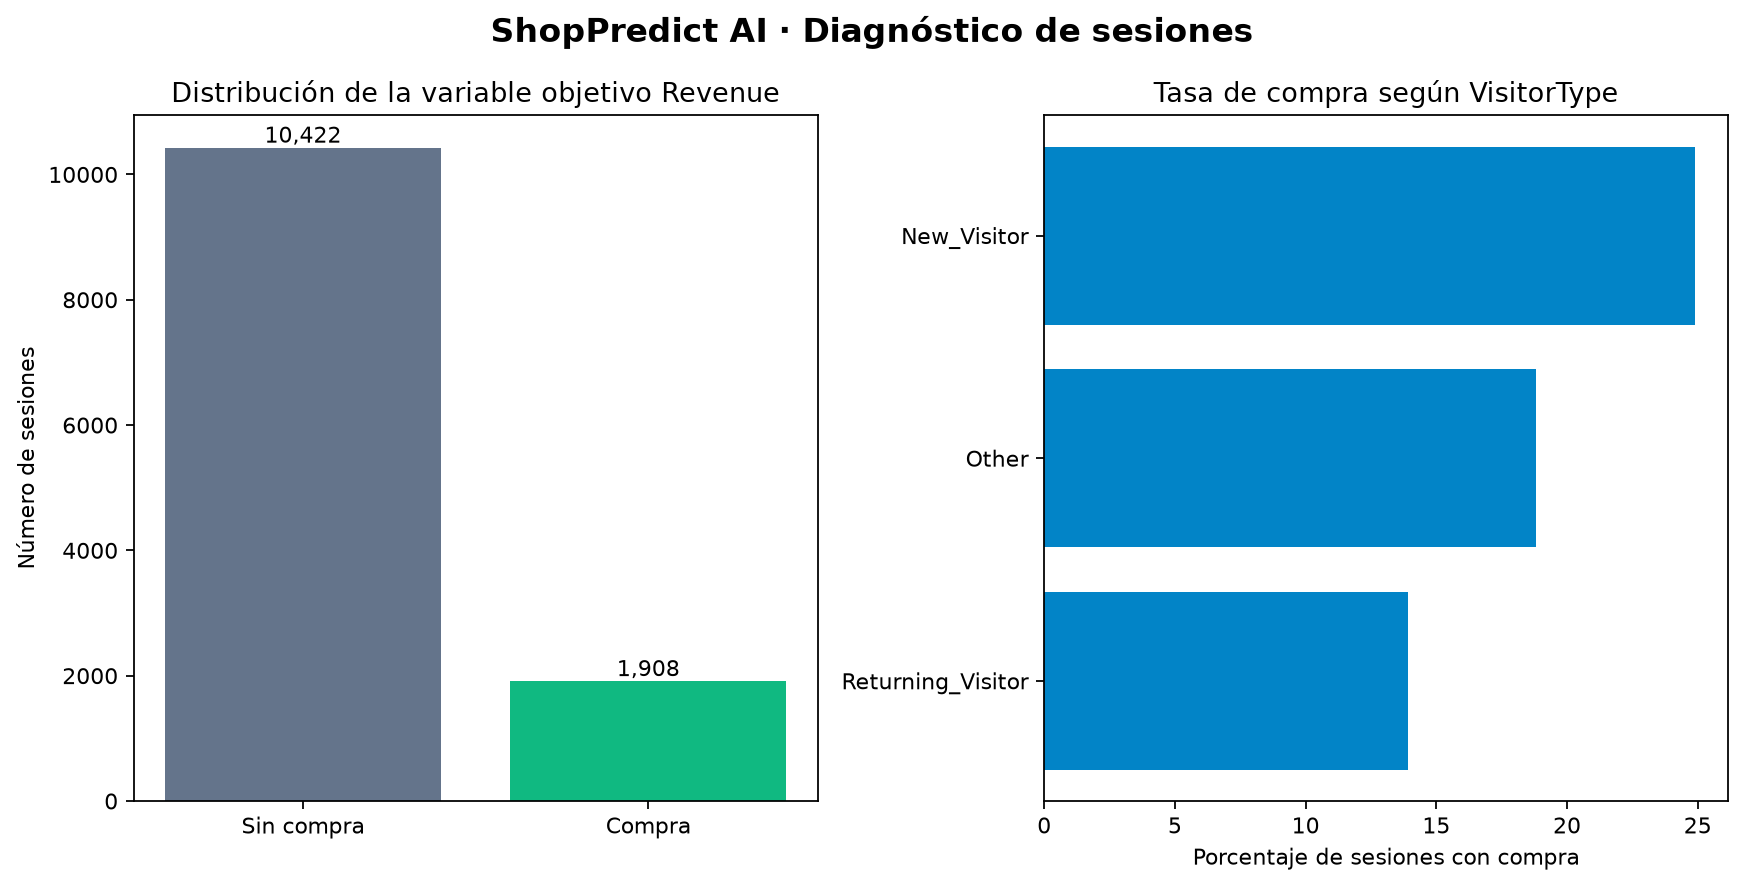 ShopPredict AI · Diagnóstico de sesiones
Distribución de la variable objetivo Revenue
10,422
1,908
10000
8000
6000
4000
2000
0
Número de sesiones
Sin compra
Compra
Tasa de compra según VisitorType
New_Visitor
Other
Returning_Visitor
0
5
10
15
20
25
Porcentaje de sesiones con compra